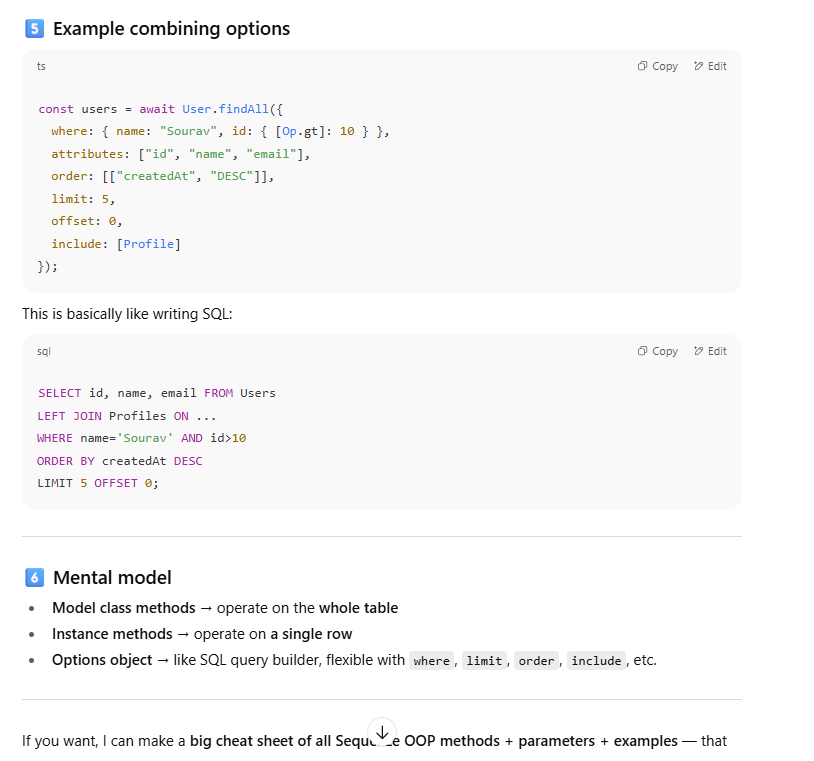 5 Example combining options
ts
Copy
Edit
const users = await User.findAll({
  where: { name: "Sourav", id: { [Op.gt]: 10 } },
  attributes: ["id", "name", "email"],
  order: [["createdAt", "DESC"]],
  limit: 5,
  offset: 0,
  include: [Profile]
});
This is basically like writing SQL:
sql
Copy
Edit
SELECT id, name, email FROM Users
LEFT JOIN Profiles ON ...
WHERE name='Sourav' AND id>10
ORDER BY createdAt DESC
LIMIT 5 OFFSET 0;
6 Mental model
• Model class methods → operate on the whole table
• Instance methods → operate on a single row
• Options object → like SQL query builder, flexible with where, limit, order, include, etc.
If you want, I can make a big cheat sheet of all OOP methods + parameters + examples — that